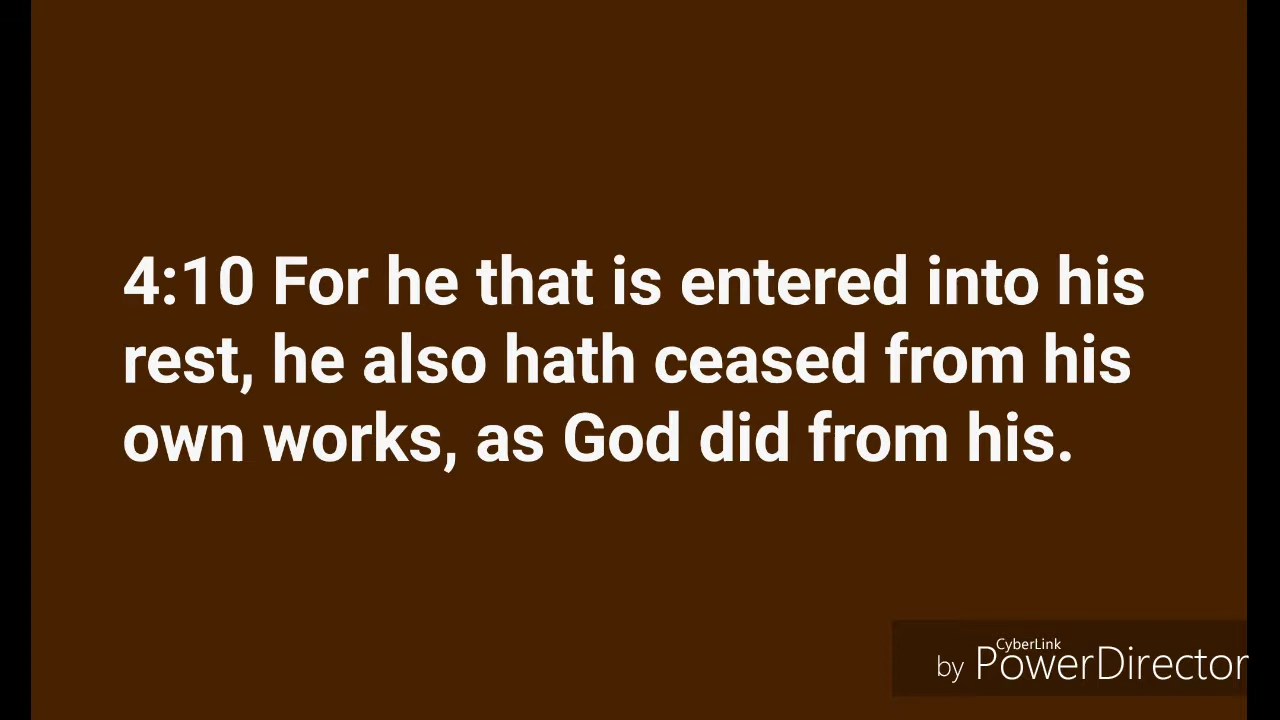 4:10 For he that is entered into his
rest, he also hath ceased from his
own works, as God did from his.
CyberLink
by PowerDirector